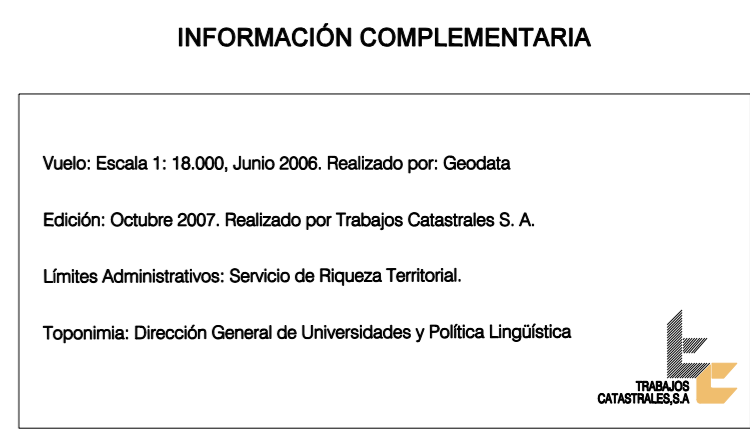 INFORMACIÓN COMPLEMENTARIA
Vuelo: Escala 1: 18.000, Junio 2006. Realizado por: Geodata
Edición: Octubre 2007. Realizado por Trabajos Catastrales S. A.
Límites Administrativos: Servicio de Riqueza Territorial.
Toponimia: Dirección General de Universidades y Política Lingüística
TRABAJOS
CATASTRALES,S.A